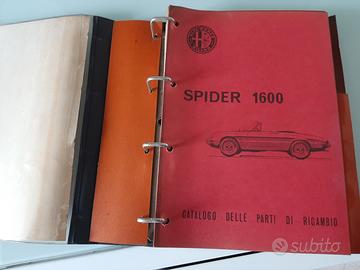 SPIDER 1600
CATALOGO DELLE PARTI DI RICAMBIO
subito